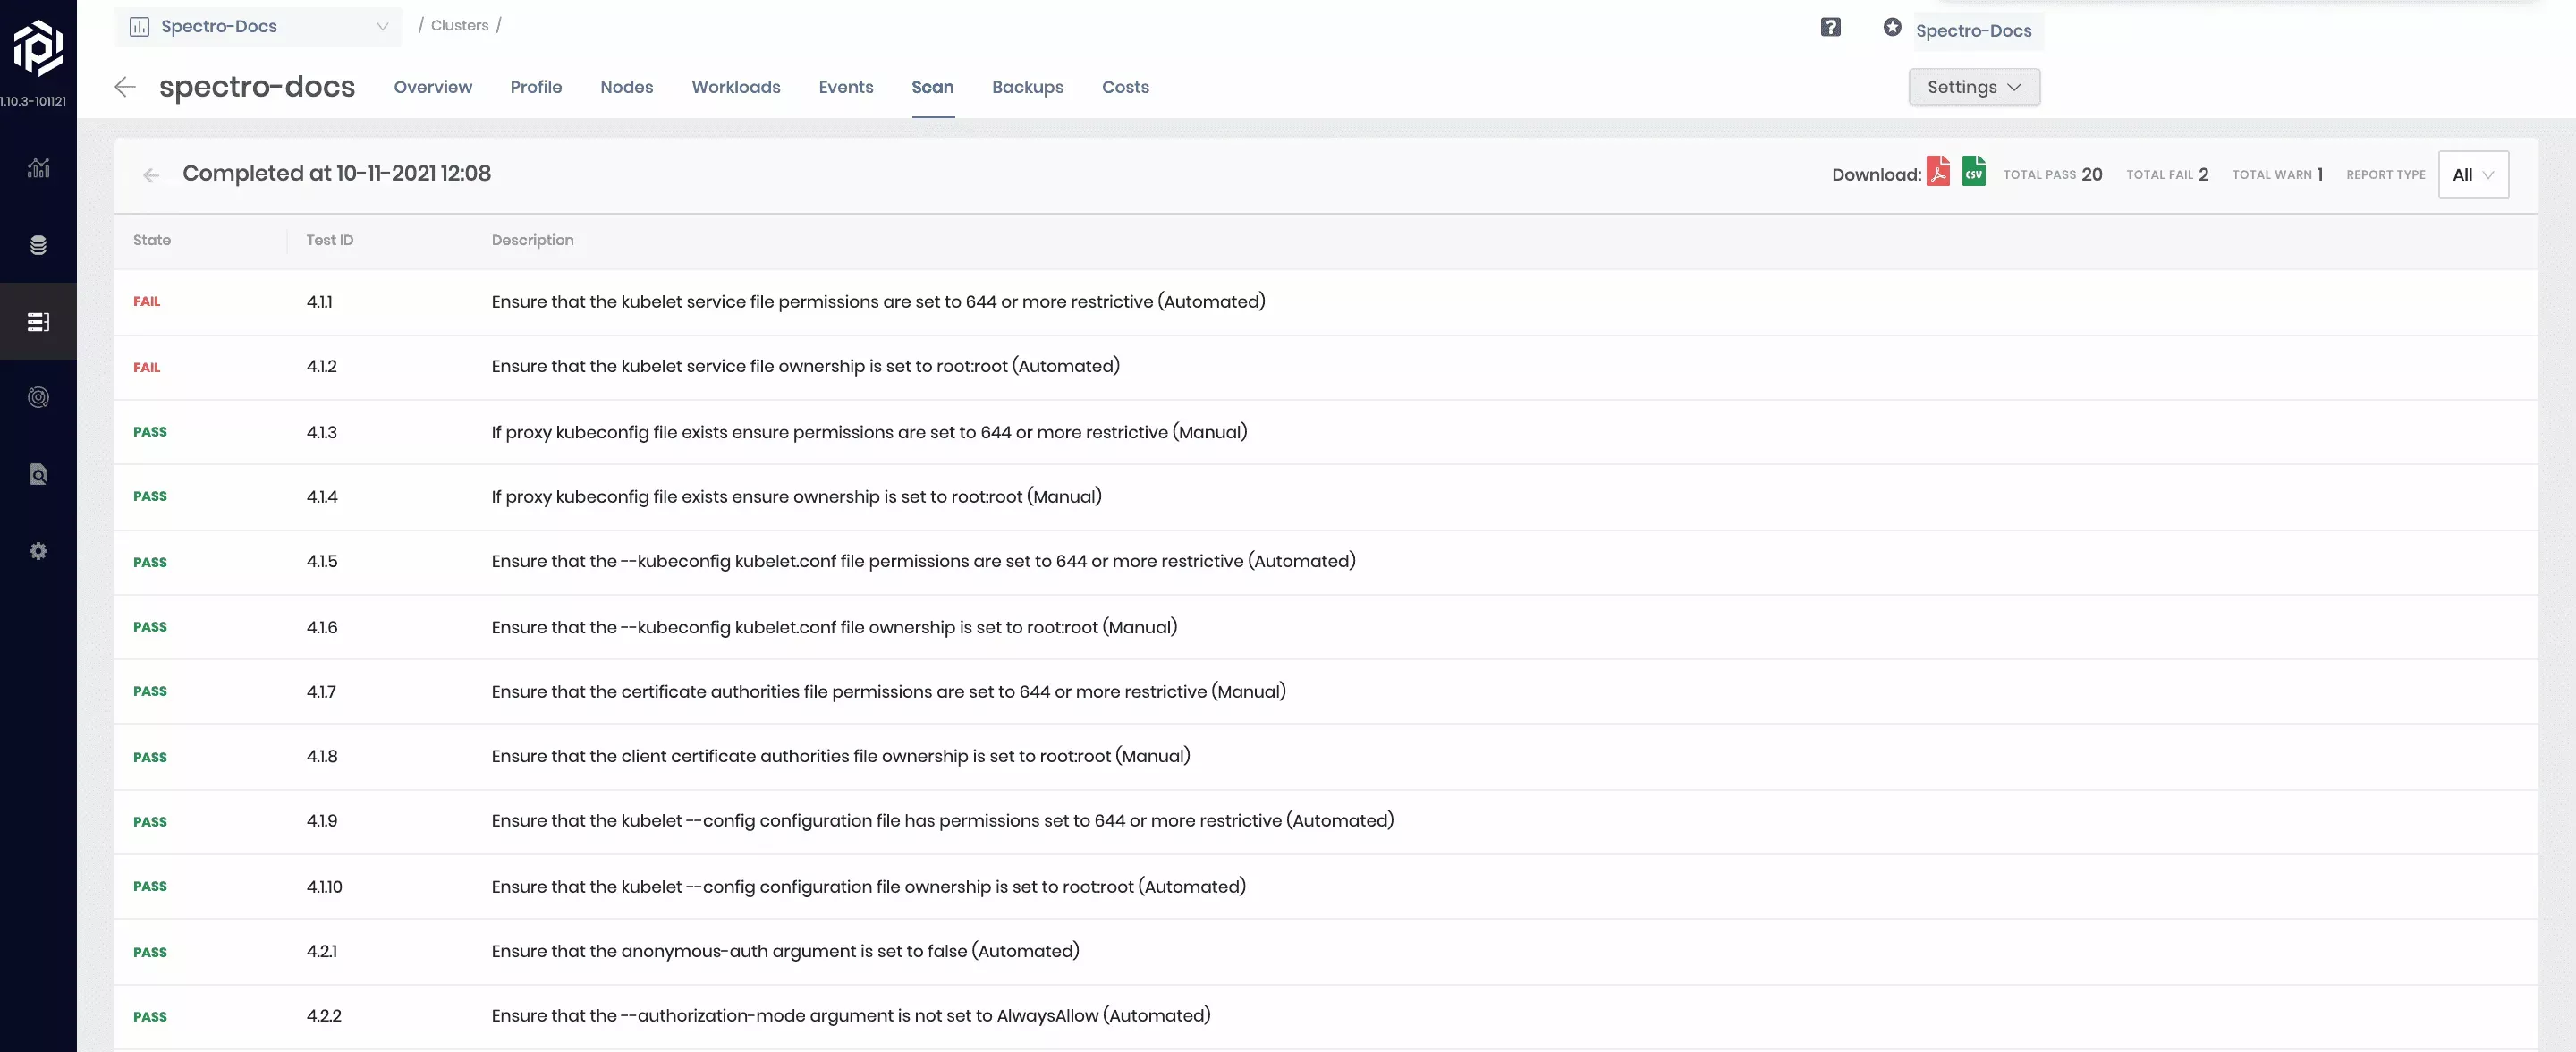 Spectro-Docs / Clusters / Spectro-Docs
1.10.3-101121
spectro-docs Overview Profile Nodes Workloads Events Scan Backups Costs Settings
Completed at 10-11-2021 12:08 Download: CSV TOTAL PASS 20 TOTAL FAIL 2 TOTAL WARN 1 REPORT TYPE All
State Test ID Description
FAIL 4.1.1 Ensure that the kubelet service file permissions are set to 644 or more restrictive (Automated)
FAIL 4.1.2 Ensure that the kubelet service file ownership is set to root:root (Automated)
PASS 4.1.3 If proxy kubeconfig file exists ensure permissions are set to 644 or more restrictive (Manual)
PASS 4.1.4 If proxy kubeconfig file exists ensure ownership is set to root:root (Manual)
PASS 4.1.5 Ensure that the --kubeconfig kubelet.conf file permissions are set to 644 or more restrictive (Automated)
PASS 4.1.6 Ensure that the --kubeconfig kubelet.conf file ownership is set to root:root (Manual)
PASS 4.1.7 Ensure that the certificate authorities file permissions are set to 644 or more restrictive (Manual)
PASS 4.1.8 Ensure that the client certificate authorities file ownership is set to root:root (Manual)
PASS 4.1.9 Ensure that the kubelet --config configuration file has permissions set to 644 or more restrictive (Automated)
PASS 4.1.10 Ensure that the kubelet --config configuration file ownership is set to root:root (Automated)
PASS 4.2.1 Ensure that the anonymous-auth argument is set to false (Automated)
PASS 4.2.2 Ensure that the --authorization-mode argument is not set to AlwaysAllow (Automated)